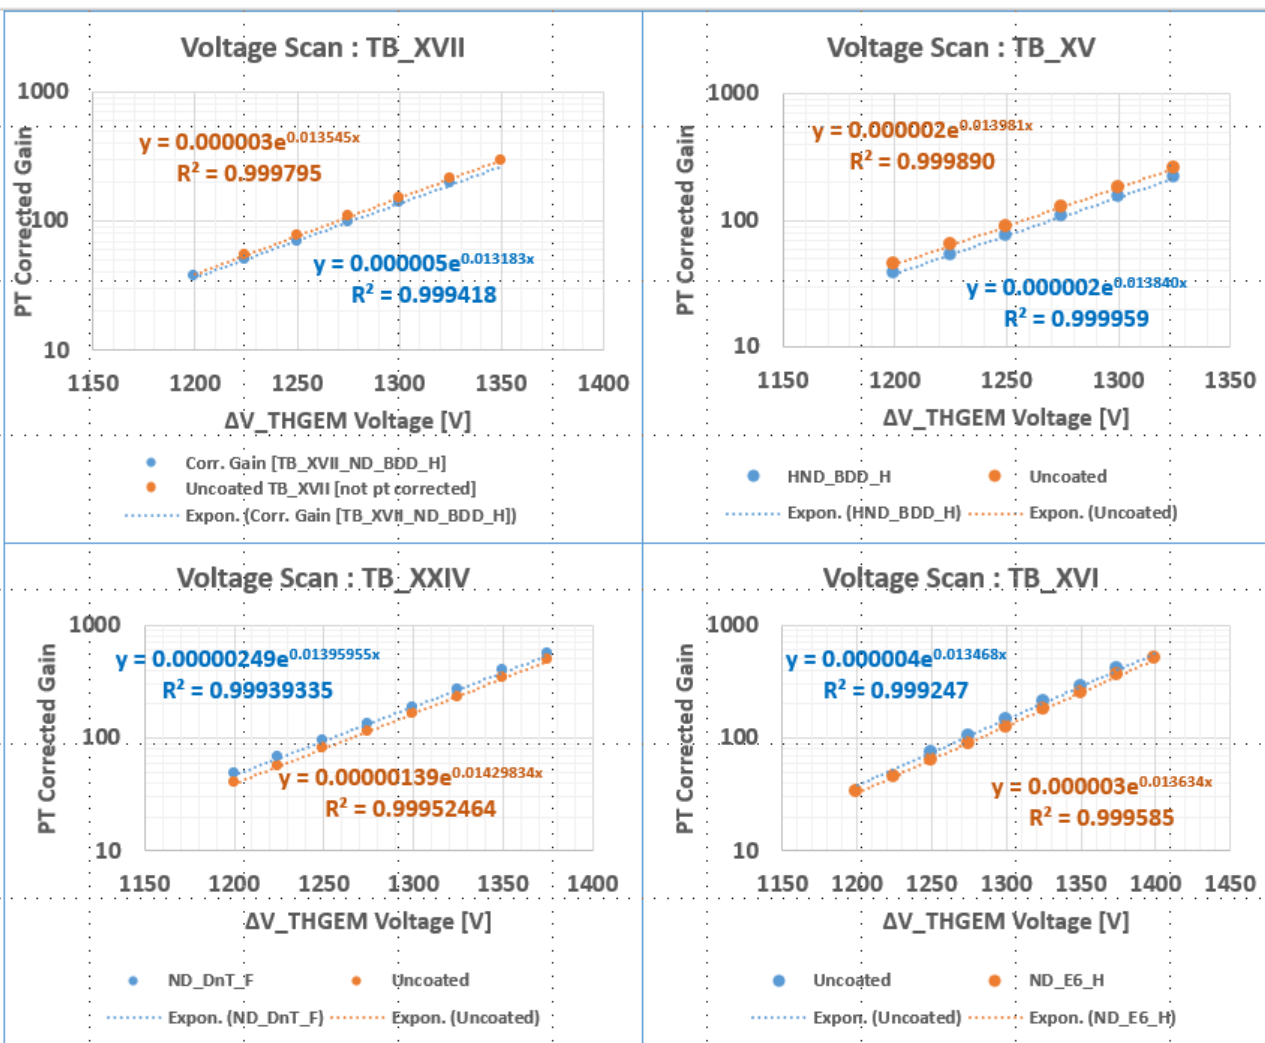 Voltage Scan : TB_XVII
1000
100
10
PT Corrected Gain
y = 0.000003e^0.013545x
R² = 0.999795
y = 0.000005e^0.013183x
R² = 0.999418
1150 1200 1250 1300 1350 1400
ΔV_THGEM Voltage [V]
Corr. Gain [TB_XVII_ND_BDD_H]
Uncoated TB_XVII [not pt corrected]
Expon. (Corr. Gain [TB_XVII_ND_BDD_H])
Voltage Scan : TB_XV
1000
100
10
PT Corrected Gain
y = 0.000002e^0.013981x
R² = 0.999890
y = 0.000002e^0.013840x
R² = 0.999959
1150 1200 1250 1300 1350
ΔV_THGEM Voltage [V]
HND_BDD_H Uncoated
Expon. (HND_BDD_H) Expon. (Uncoated)
Voltage Scan : TB_XXIV
1000
100
10
PT Corrected Gain
y = 0.00000249e^0.01395955x
R² = 0.99939335
y = 0.00000139e^0.01429834x
R² = 0.99952464
1150 1200 1250 1300 1350 1400
ΔV_THGEM Voltage [V]
ND_DnT_F Uncoated
Expon. (ND_DnT_F) Expon. (Uncoated)
Voltage Scan : TB_XVI
1000
100
10
PT Corrected Gain
y = 0.000004e^0.013468x
R² = 0.999247
y = 0.000003e^0.013634x
R² = 0.999585
1150 1200 1250 1300 1350 1400 1450
ΔV_THGEM Voltage [V]
Uncoated ND_E6_H
Expon. (Uncoated) Expon. (ND_E6_H)